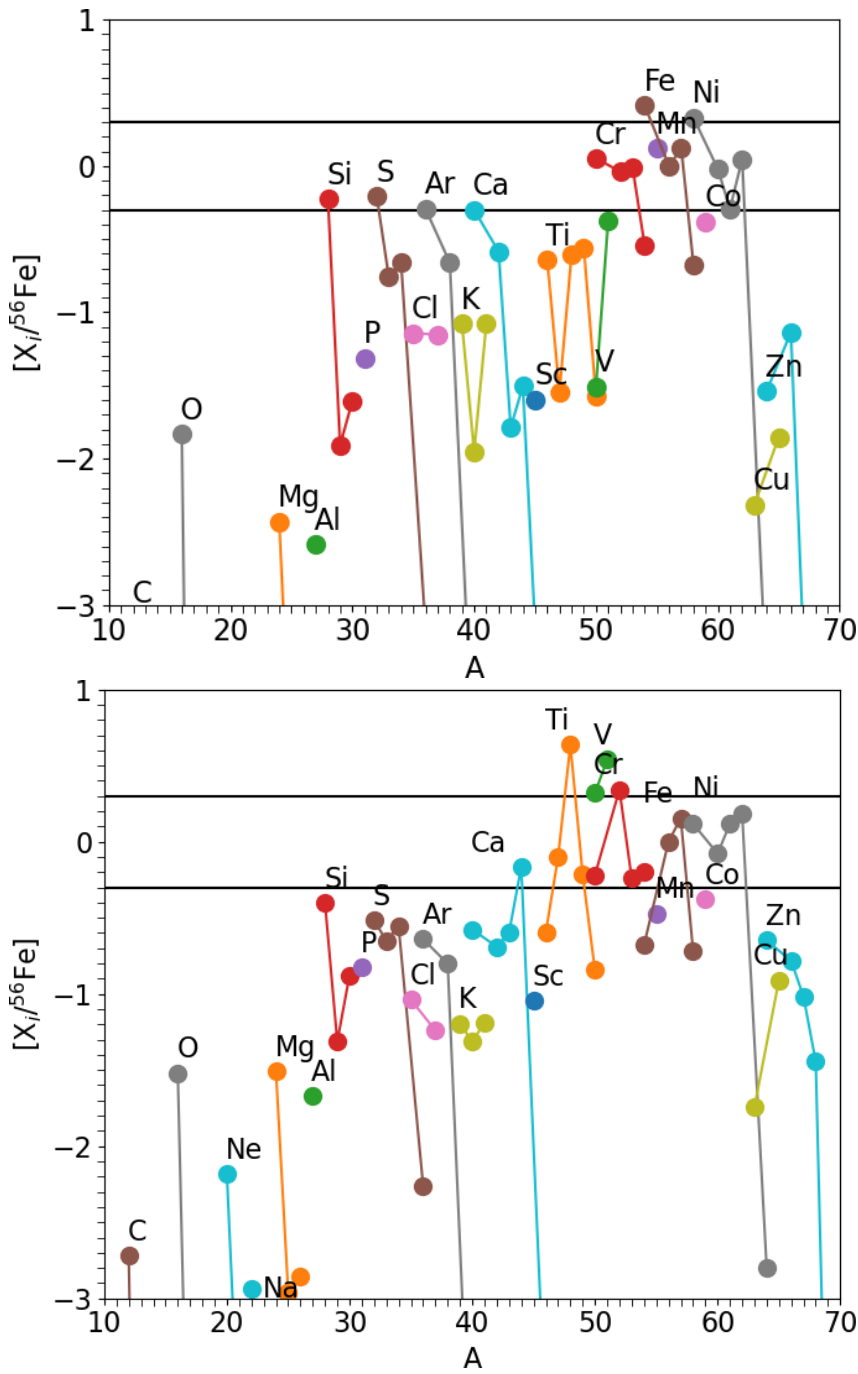 1
Fe
Ni
Cr
Mn
0
Si
S
Ar
Ca
Co
Ti
[Xᵢ/⁵⁶Fe]
−1
P
Cl
K
V
Sc
Zn
O
−2
Mg
Al
Cu
C
−3
10
20
30
40
50
60
70
A
1
Ti
V
Cr
Fe
Ni
0
Ca
Si
S
Mn
Co
P
Ar
Zn
Cu
[Xᵢ/⁵⁶Fe]
−1
Cl
K
Sc
O
Mg
Al
−2
Ne
C
Na
−3
10
20
30
40
50
60
70
A